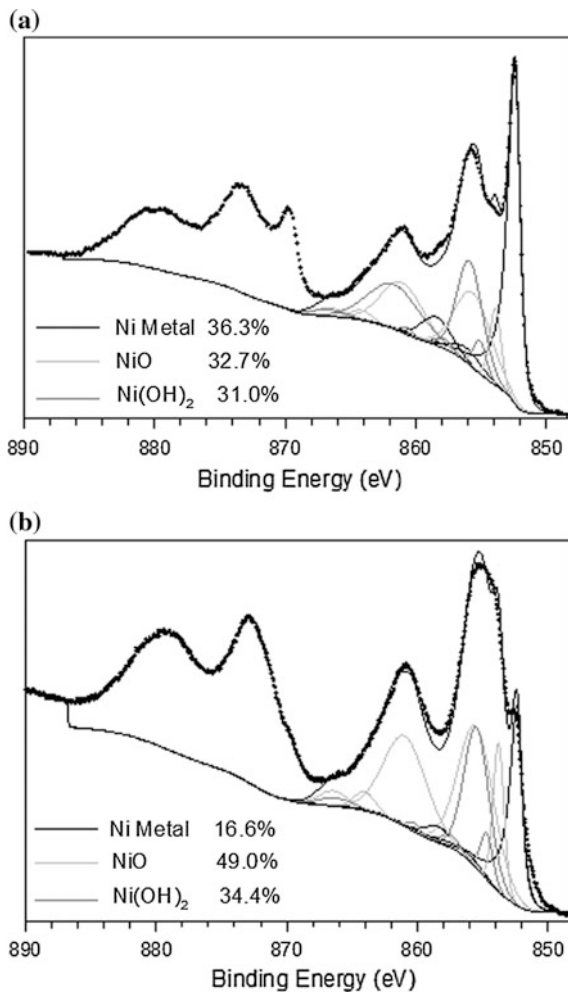 (a)
Ni Metal 36.3%
NiO 32.7%
Ni(OH)2 31.0%
890 880 870 860 850
Binding Energy (eV)
(b)
Ni Metal 16.6%
NiO 49.0%
Ni(OH)2 34.4%
890 880 870 860 850
Binding Energy (eV)